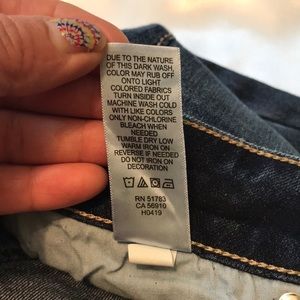 DUE TO THE NATURE
OF THIS DARK WASH,
COLOR MAY RUB OFF
ONTO LIGHT
COLORED FABRICS
TURN INSIDE OUT
MACHINE WASH COLD
WITH LIKE COLORS
ONLY NON-CHLORINE
BLEACH WHEN
NEEDED
TUMBLE DRY LOW
WARM IRON ON
REVERSE IF NEEDED
DO NOT IRON ON
DECORATION
RN 51783
CA 56910
H0419